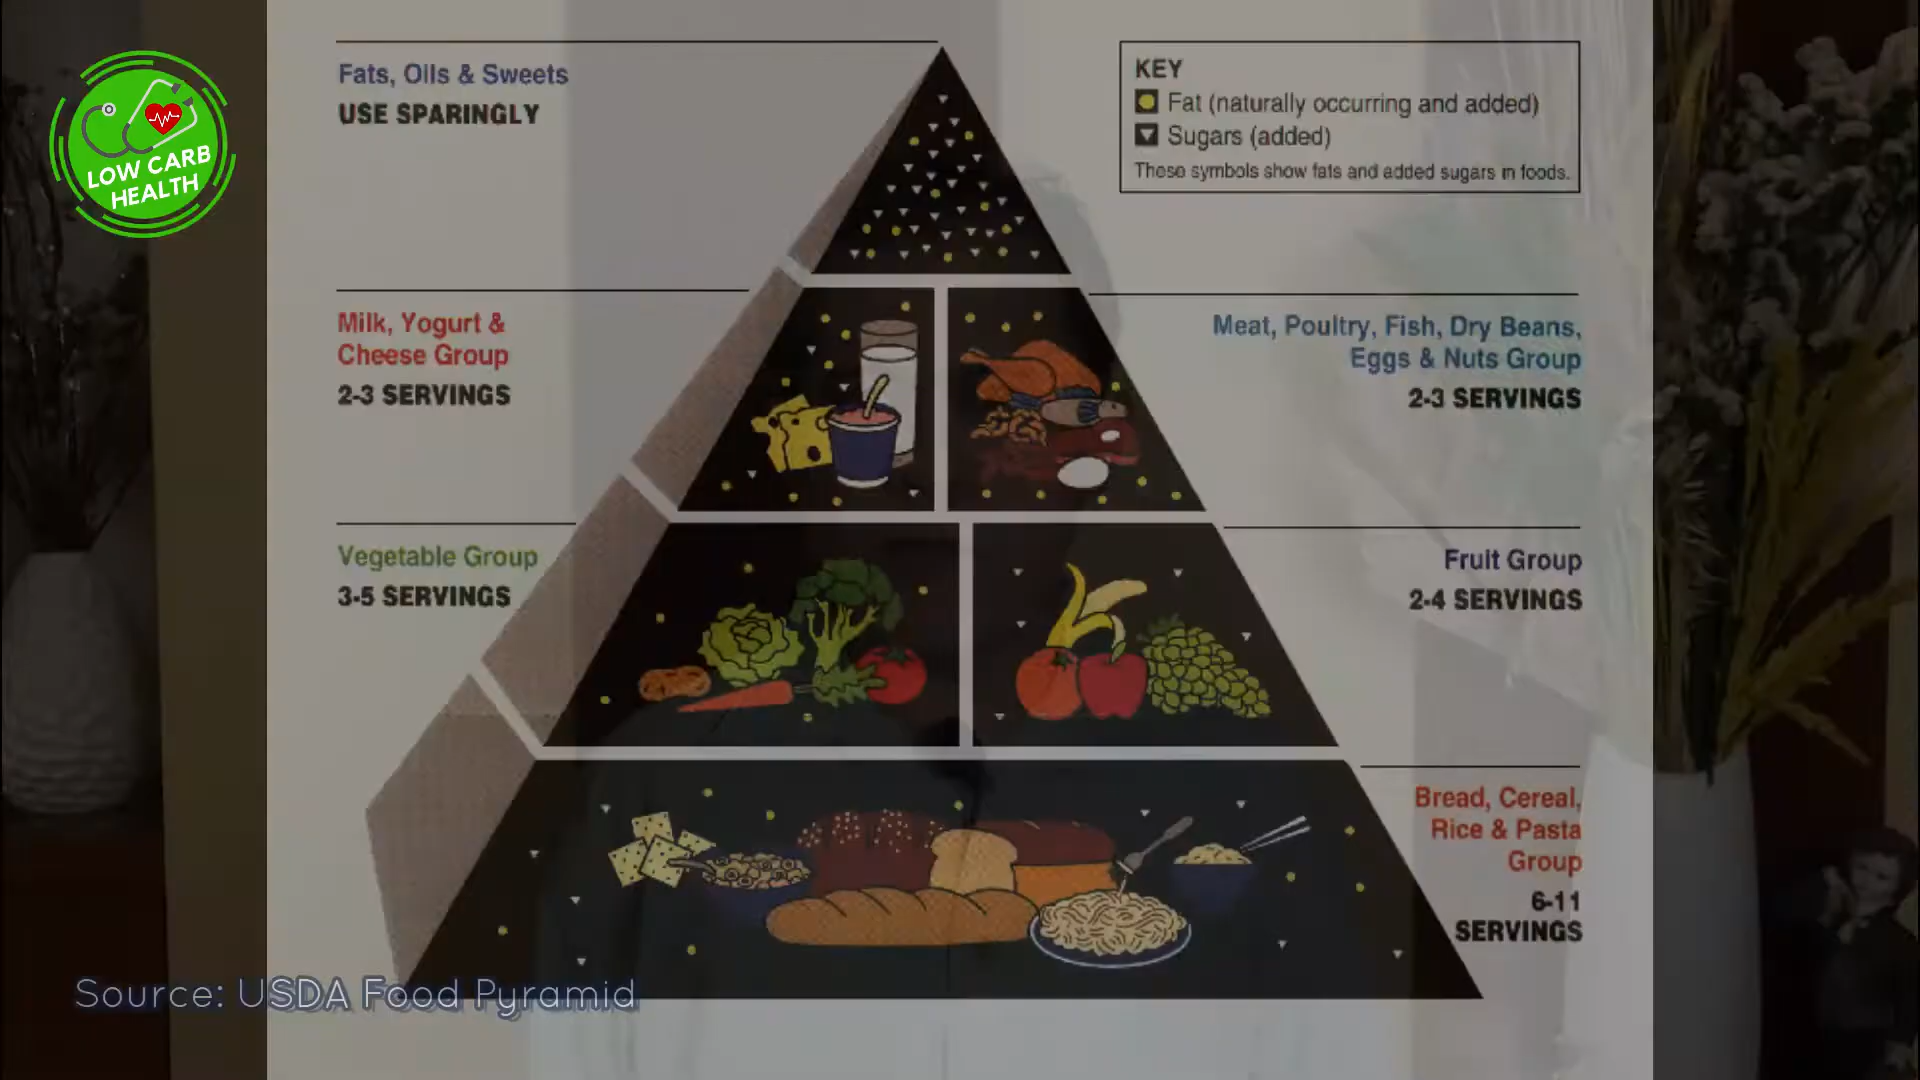 LOW CARB
HEALTH
Fats, Oils & Sweets
USE SPARINGLY
KEY
Fat (naturally occurring and added)
Sugars (added)
These symbols show fats and added sugars in foods.
Milk, Yogurt &
Cheese Group
2-3 SERVINGS
Meat, Poultry, Fish, Dry Beans,
Eggs & Nuts Group
2-3 SERVINGS
Vegetable Group
3-5 SERVINGS
Fruit Group
2-4 SERVINGS
Bread, Cereal,
Rice & Pasta
Group
6-11
SERVINGS
Source: USDA Food Pyramid